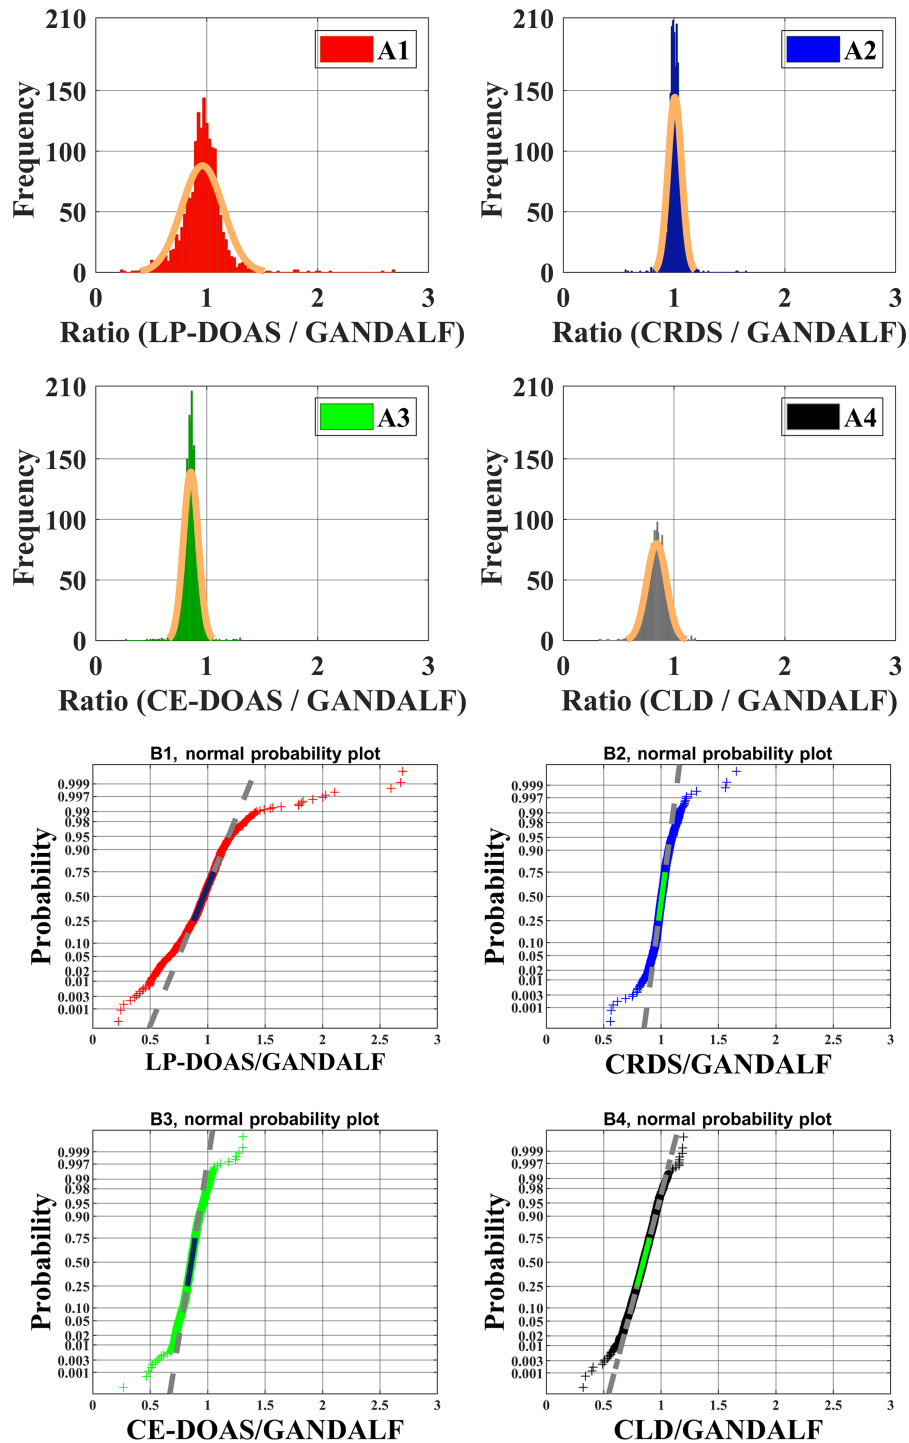 210
150
100
50
0
Frequency
A1
0 1 2 3
Ratio (LP-DOAS / GANDALF)
210
150
100
50
0
Frequency
A2
0 1 2 3
Ratio (CRDS / GANDALF)
210
150
100
50
0
Frequency
A3
0 1 2 3
Ratio (CE-DOAS / GANDALF)
210
150
100
50
0
Frequency
A4
0 1 2 3
Ratio (CLD / GANDALF)
B1, normal probability plot
0.999
0.997
0.99
0.98
0.95
0.90
0.75
0.50
0.25
0.10
0.05
0.02
0.01
0.003
0.001
Probability
0 0.5 1 1.5 2 2.5 3
LP-DOAS/GANDALF
B2, normal probability plot
0.999
0.997
0.99
0.98
0.95
0.90
0.75
0.50
0.25
0.10
0.05
0.02
0.01
0.003
0.001
Probability
0 0.5 1 1.5 2 2.5 3
CRDS/GANDALF
B3, normal probability plot
0.999
0.997
0.99
0.98
0.95
0.90
0.75
0.50
0.25
0.10
0.05
0.02
0.01
0.003
0.001
Probability
0 0.5 1 1.5 2 2.5 3
CE-DOAS/GANDALF
B4, normal probability plot
0.999
0.997
0.99
0.98
0.95
0.90
0.75
0.50
0.25
0.10
0.05
0.02
0.01
0.003
0.001
Probability
0 0.5 1 1.5 2 2.5 3
CLD/GANDALF